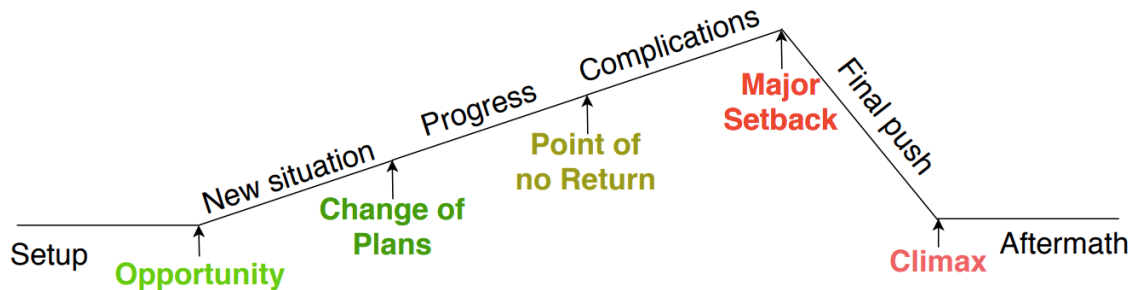 Setup
Opportunity
New situation
Change of
Plans
Progress
Point of
no Return
Complications
Major
Setback
Final push
Climax
Aftermath